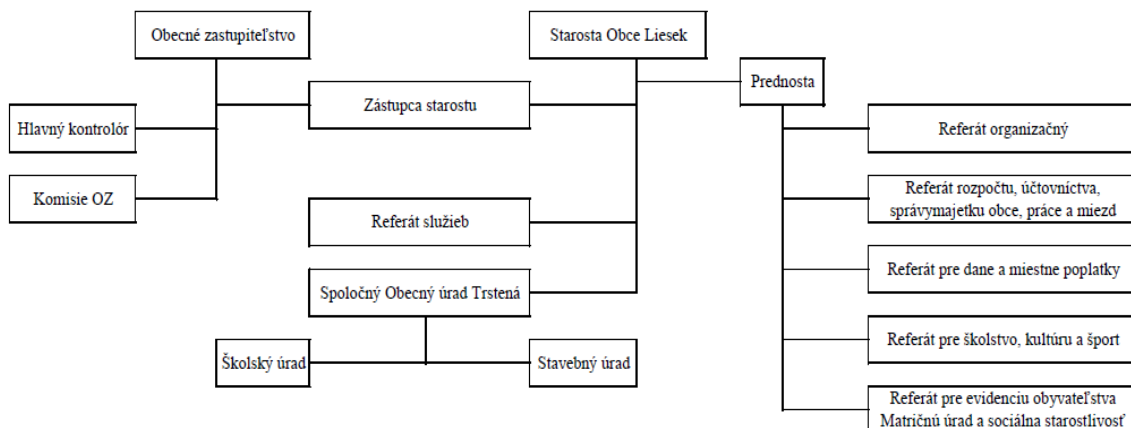 Obecné zastupiteľstvo
Starosta Obce Liesek
Prednosta
Zástupca starostu
Hlavný kontrolór
Referát organizačný
Komisie OZ
Referát rozpočtu, účtovníctva,
správymajetku obce, práce a miezd
Referát služieb
Referát pre dane a miestne poplatky
Spoločný Obecný úrad Trstená
Školský úrad
Stavebný úrad
Referát pre školstvo, kultúru a šport
Referát pre evidenciu obyvateľstva
Matričnú úrad a sociálna starostlivosť